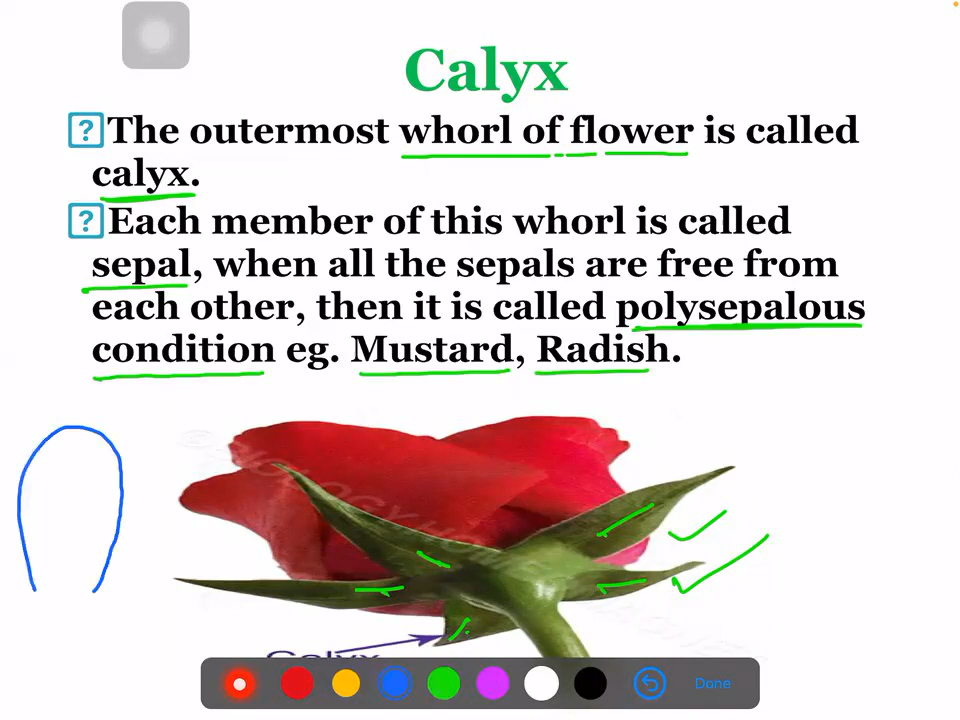 Calyx
The outermost whorl of flower is called
calyx.
Each member of this whorl is called
sepal, when all the sepals are free from
each other, then it is called polysepalous
condition eg. Mustard, Radish.
Calyx
Done